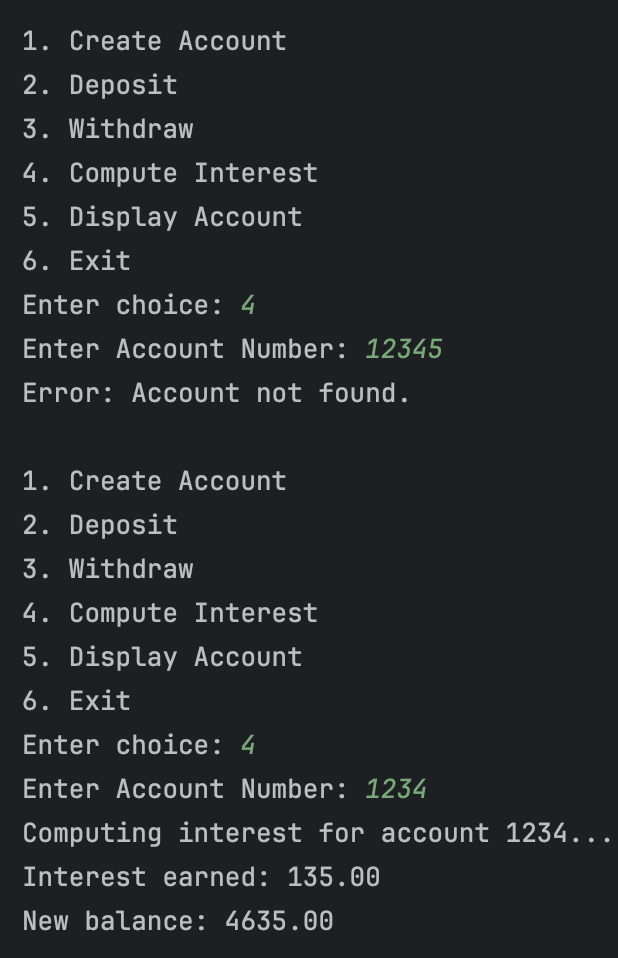 1. Create Account
2. Deposit
3. Withdraw
4. Compute Interest
5. Display Account
6. Exit
Enter choice: 4
Enter Account Number: 12345
Error: Account not found.
1. Create Account
2. Deposit
3. Withdraw
4. Compute Interest
5. Display Account
6. Exit
Enter choice: 4
Enter Account Number: 1234
Computing interest for account 1234...
Interest earned: 135.00
New balance: 4635.00